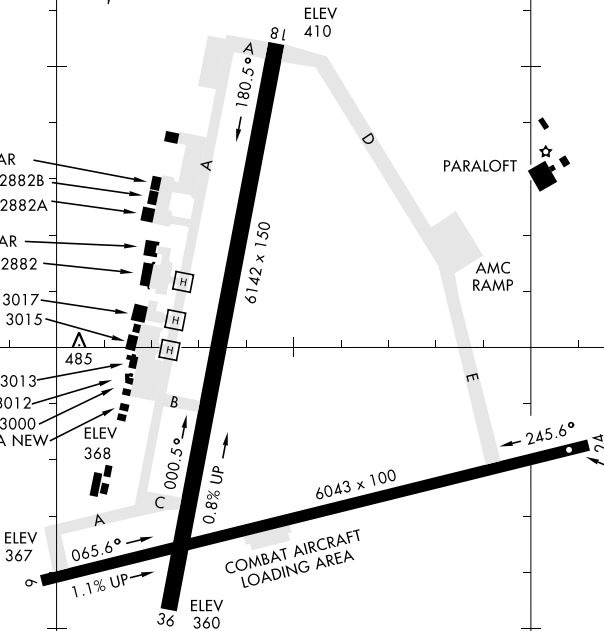 ELEV
410
18
A
180.5°
D
AR
2882B
2882A
A
PARALOFT
AR
2882
6142 x 150
AMC
RAMP
H
3017
H
3015
H
485
3013
E
3012
B
3000
A NEW
ELEV
368
000.5°
0.8% UP
245.6°
24
6043 x 100
C
A
ELEV
367
065.6°
COMBAT AIRCRAFT
LOADING AREA
1.1% UP
6
36
ELEV
360